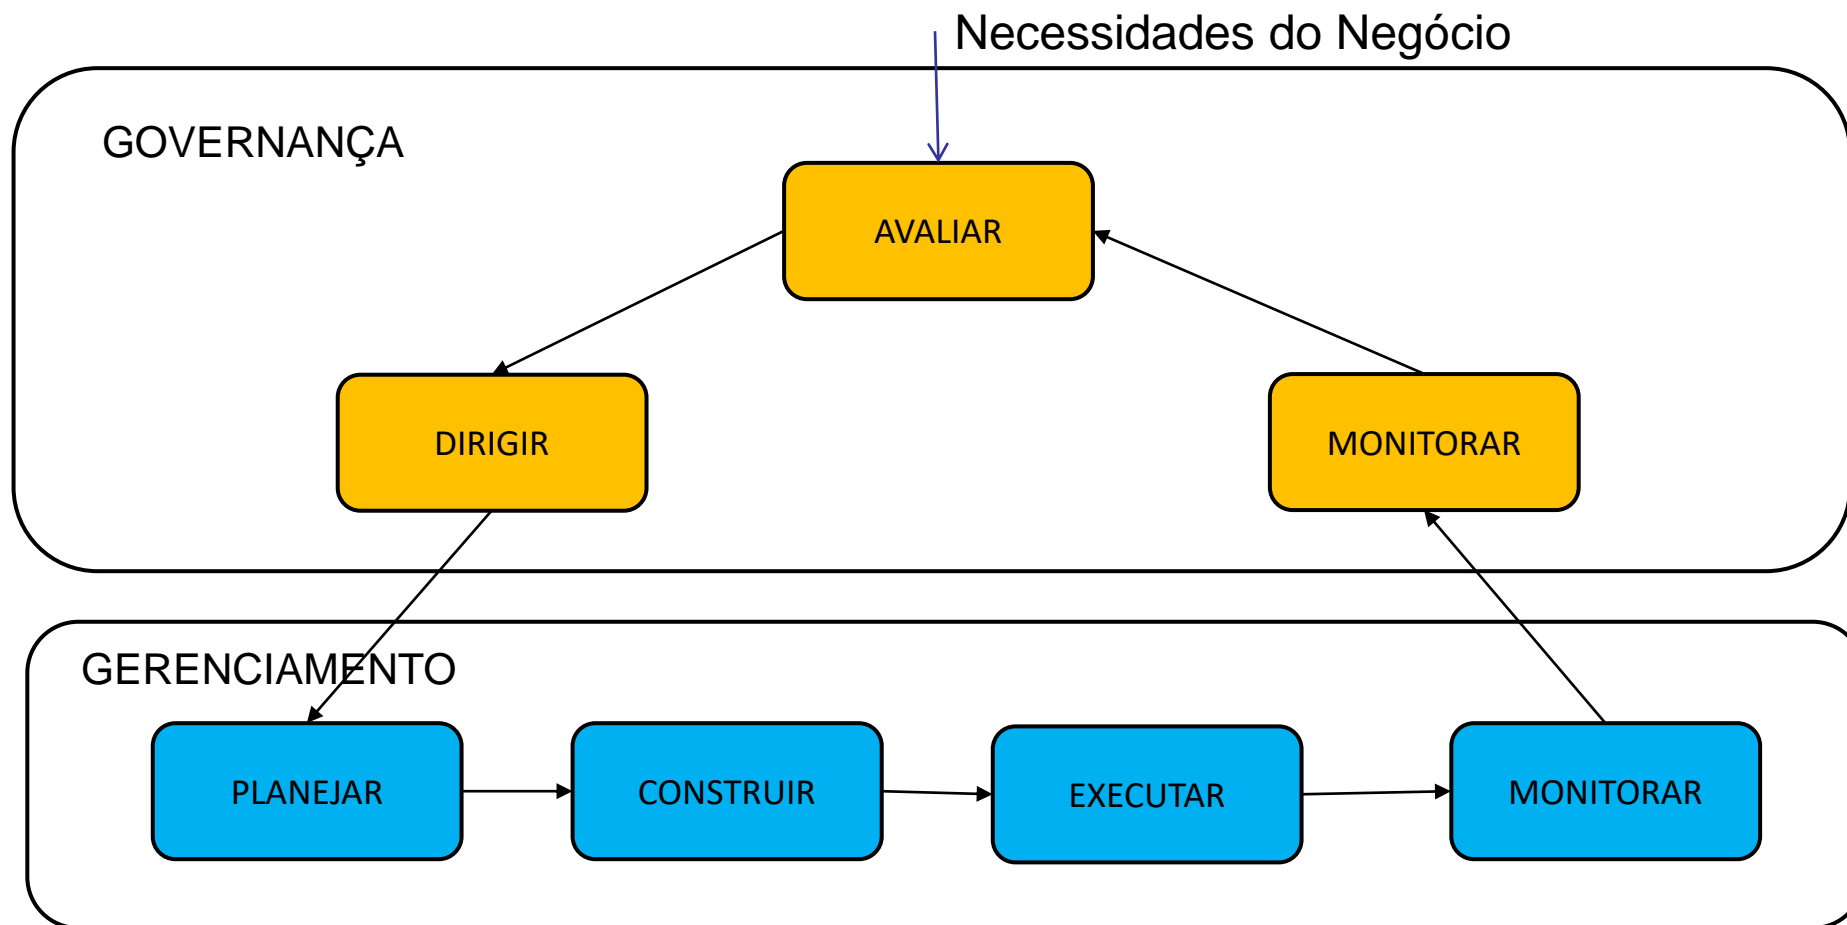 Necessidades do Negócio
GOVERNANÇA
AVALIAR
DIRIGIR
MONITORAR
GERENCIAMENTO
PLANEJAR
CONSTRUIR
EXECUTAR
MONITORAR